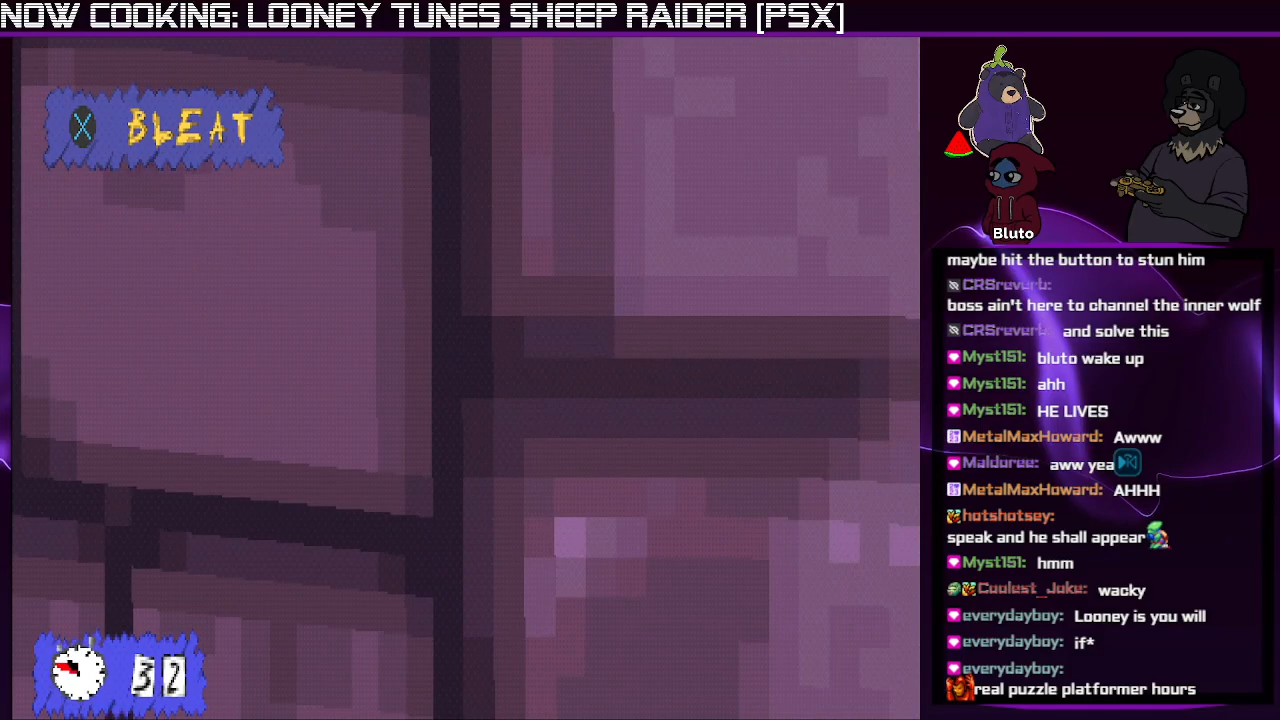 NOW COOKING: LOONEY TUNES SHEEP RAIDER [PSX]
X BLEAT
32
Bluto
maybe hit the button to stun him
CRSreverb:
boss ain't here to channel the inner wolf
CRSreverb: and solve this
Myst151: bluto wake up
Myst151: ahh
Myst151: HE LIVES
MetalMaxHoward: Awww
Maldoree: aww yea
MetalMaxHoward: AHHH
hotshotsey:
speak and he shall appear
Myst151: hmm
Coolest_Juke: wacky
everydayboy: Looney is you will
everydayboy: if*
everydayboy:
real puzzle platformer hours